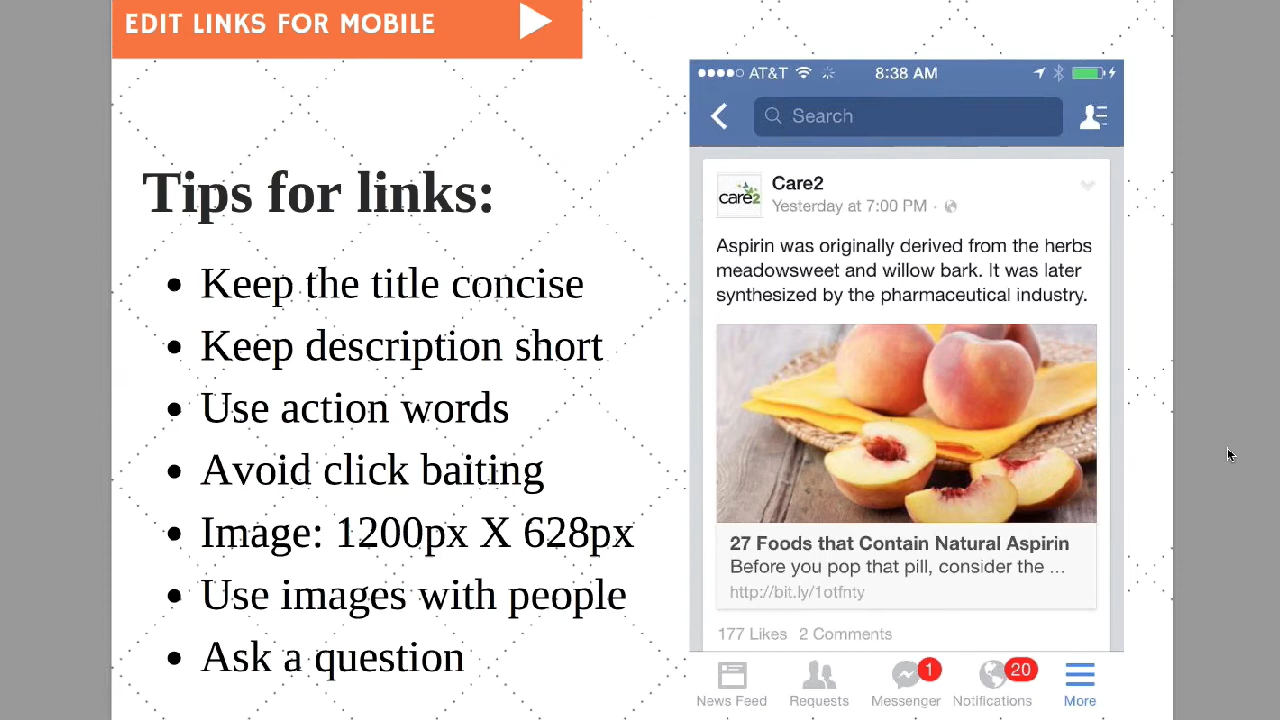 EDIT LINKS FOR MOBILE
Tips for links:
• Keep the title concise
• Keep description short
• Use action words
• Avoid click baiting
• Image: 1200px X 628px
• Use images with people
• Ask a question
AT&T 8:38 AM
Search
care2
Care2
Yesterday at 7:00 PM ·
Aspirin was originally derived from the herbs
meadowsweet and willow bark. It was later
synthesized by the pharmaceutical industry.
27 Foods that Contain Natural Aspirin
Before you pop that pill, consider the ...
http://bit.ly/1otfnty
177 Likes 2 Comments
1 20
News Feed Requests Messenger Notifications More